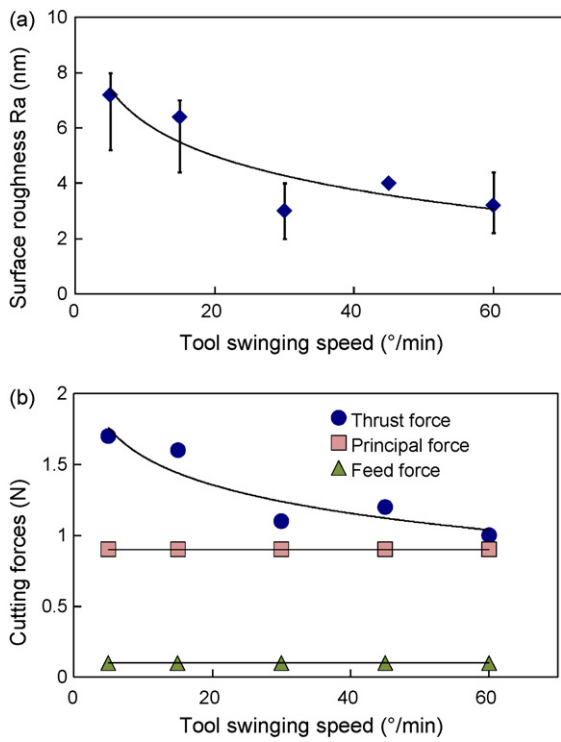 (a)
10
8
6
4
2
0
0
20
40
60
Surface roughness Ra (nm)
Tool swinging speed (°/min)
(b)
2
1.5
1
0.5
0
0
20
40
60
Cutting forces (N)
Thrust force
Principal force
Feed force
Tool swinging speed (°/min)